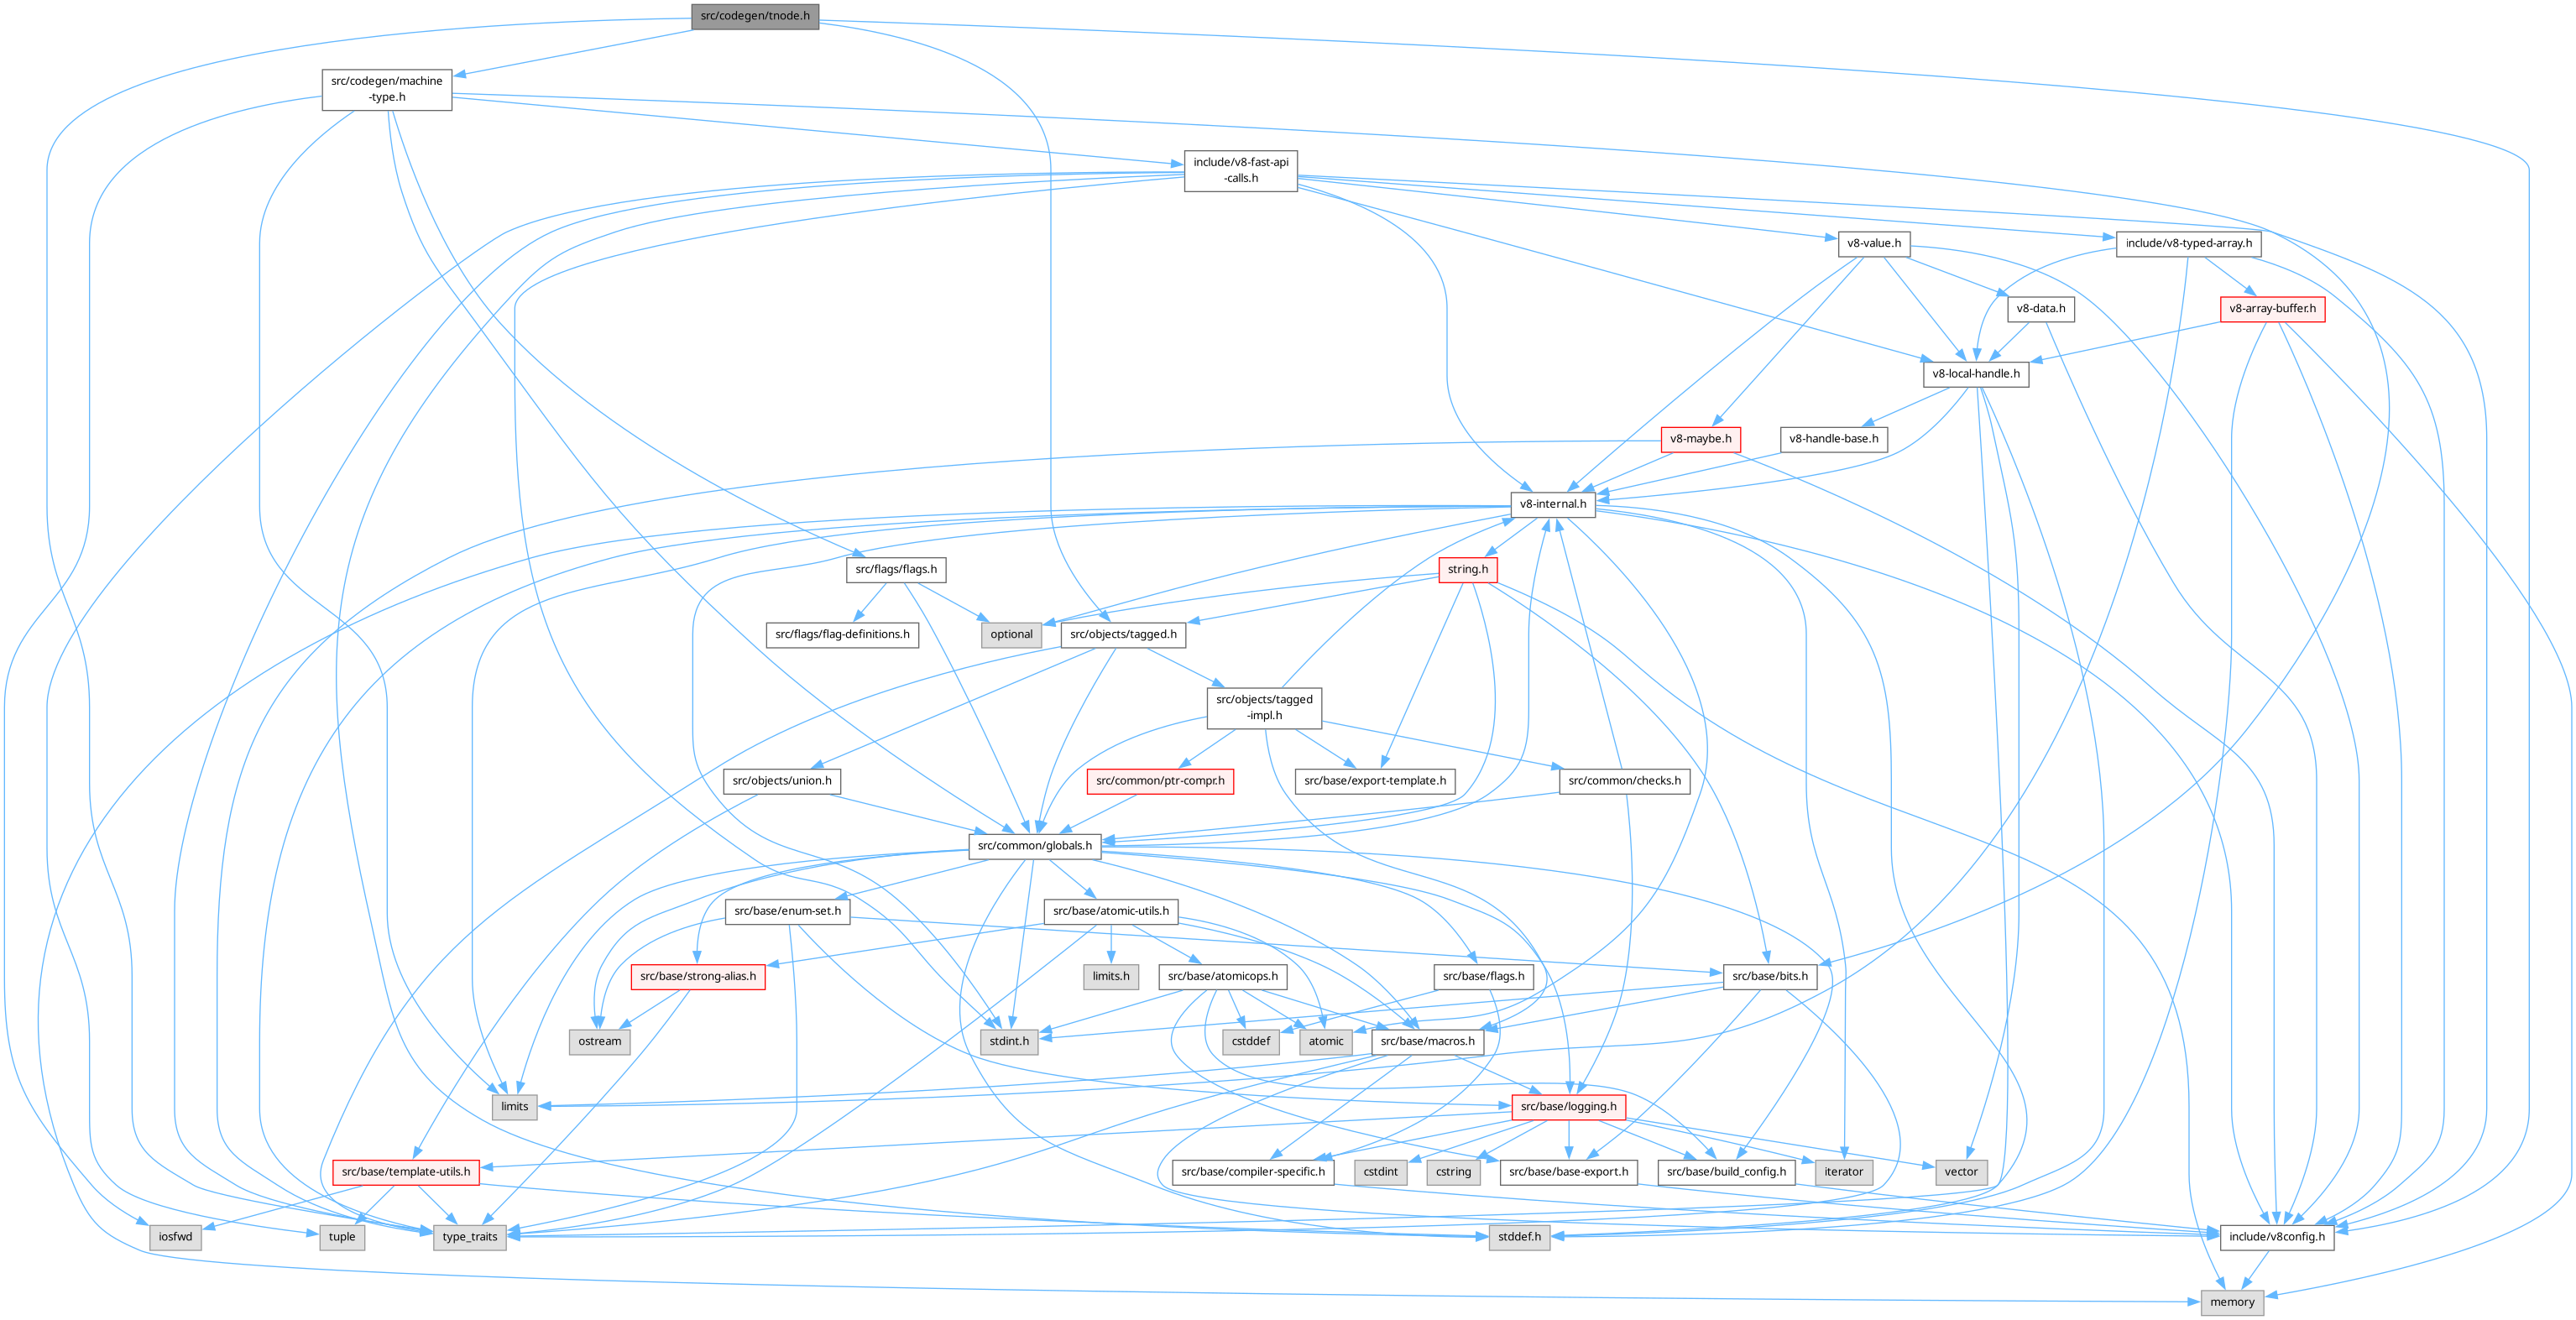 src/codegen/tnode.h
src/codegen/machine
-type.h
include/v8-fast-api
-calls.h
v8-value.h
include/v8-typed-array.h
v8-data.h
v8-array-buffer.h
v8-local-handle.h
v8-maybe.h
v8-handle-base.h
v8-internal.h
src/flags/flags.h
string.h
src/flags/flag-definitions.h
optional
src/objects/tagged.h
src/objects/tagged
-impl.h
src/objects/union.h
src/common/ptr-compr.h
src/base/export-template.h
src/common/checks.h
src/common/globals.h
src/base/enum-set.h
src/base/atomic-utils.h
src/base/strong-alias.h
limits.h
src/base/atomicops.h
src/base/flags.h
src/base/bits.h
ostream
stdint.h
cstddef
atomic
src/base/macros.h
limits
src/base/logging.h
src/base/template-utils.h
src/base/compiler-specific.h
cstdint
cstring
src/base/base-export.h
src/base/build_config.h
iterator
vector
iosfwd
tuple
type_traits
stddef.h
include/v8config.h
memory